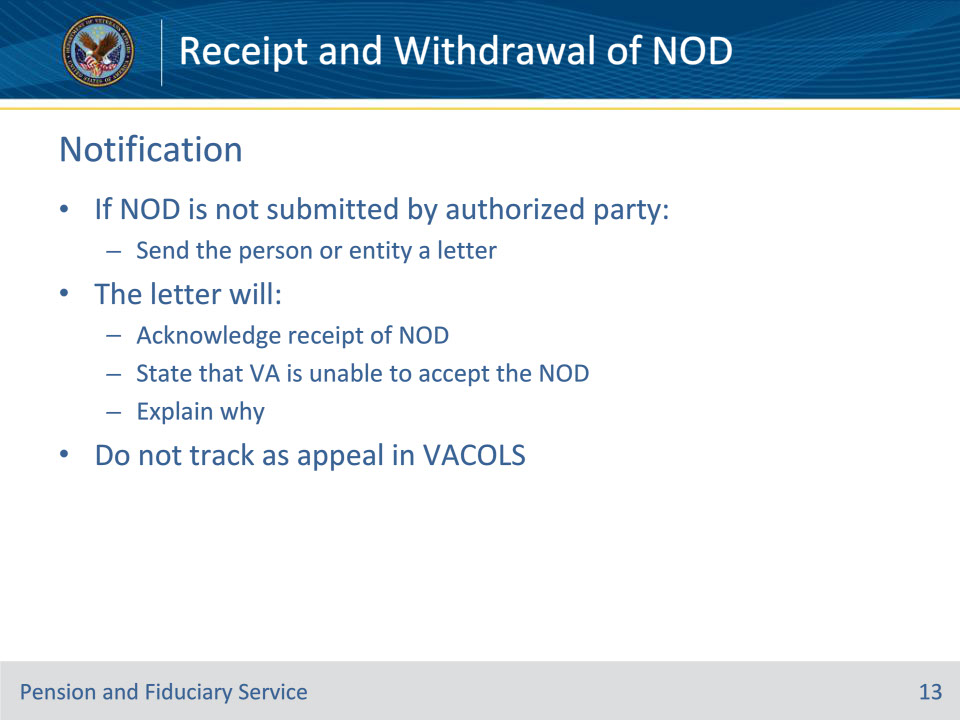 Receipt and Withdrawal of NOD
Notification
• If NOD is not submitted by authorized party:
– Send the person or entity a letter
• The letter will:
– Acknowledge receipt of NOD
– State that VA is unable to accept the NOD
– Explain why
• Do not track as appeal in VACOLS
Pension and Fiduciary Service
13